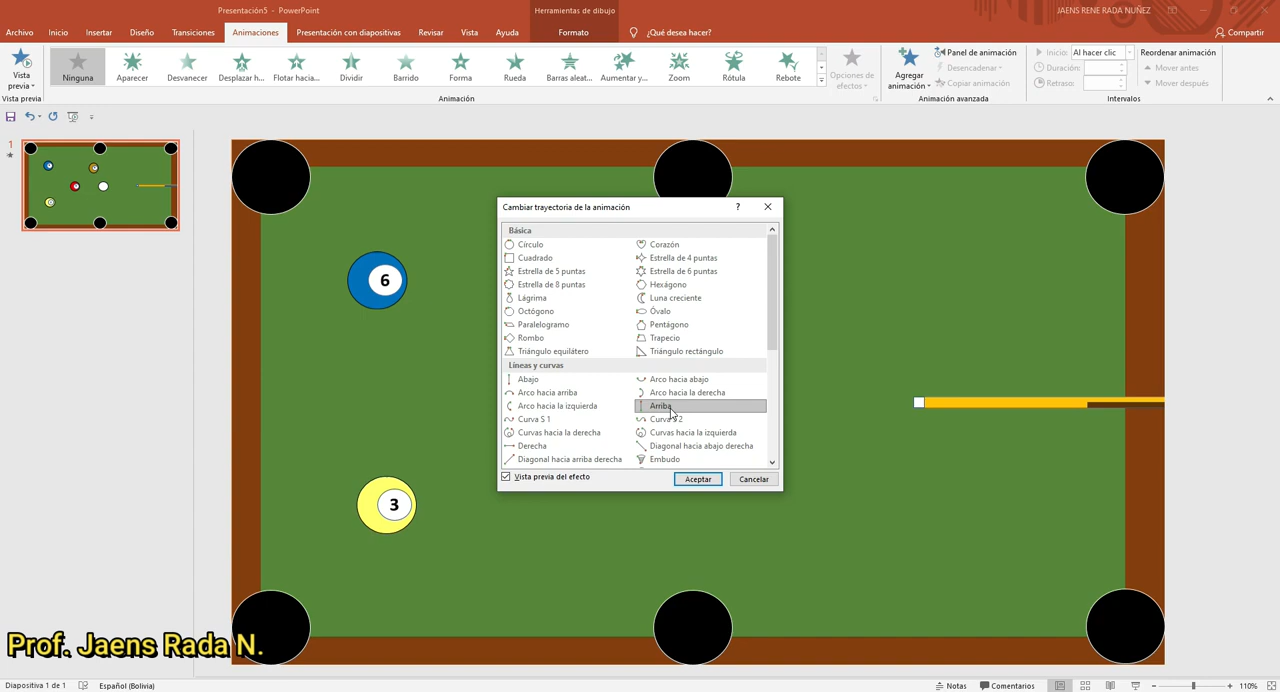 Presentación5 - PowerPoint
Herramientas de dibujo
JAENS RENE RADA NUÑEZ
Archivo Inicio Insertar Diseño Transiciones Animaciones Presentación con diapositivas Revisar Vista Ayuda Formato ¿Qué desea hacer? Compartir
Vista previa
Ninguna Aparecer Desvanecer Desplazar h... Flotar hacia... Dividir Barrido Forma Rueda Barras aleat... Aumentar y... Zoom Rótula Rebote
Opciones de efectos
Agregar animación
Panel de animación
Desencadenar
Copiar animación
Inicio: Al hacer clic
Duración:
Retraso:
Reordenar animación
Mover antes
Mover después
Vista previa Animación Animación avanzada Intervalos
1
Cambiar trayectoria de la animación ?
Básica
Círculo Corazón
Cuadrado Estrella de 4 puntas
Estrella de 5 puntas Estrella de 6 puntas
Estrella de 8 puntas Hexágono
Lágrima Luna creciente
Octógono Óvalo
Paralelogramo Pentágono
Rombo Trapecio
Triángulo equilátero Triángulo rectángulo
Líneas y curvas
Abajo Arco hacia abajo
Arco hacia arriba Arco hacia la derecha
Arco hacia la izquierda Arriba
Curva S 1 Curva S 2
Curvas hacia la derecha Curvas hacia la izquierda
Derecha Diagonal hacia abajo derecha
Diagonal hacia arriba derecha Embudo
Vista previa del efecto
Aceptar Cancelar
6
3
Prof. Jaens Rada N.
Diapositiva 1 de 1 Español (Bolivia) Notas Comentarios 110%